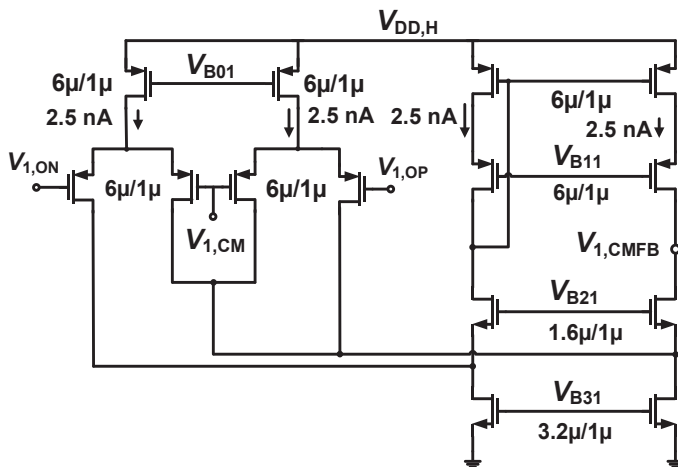 V_DD,H
V_B01
6μ/1μ
6μ/1μ
6μ/1μ
2.5 nA
2.5 nA
2.5 nA
2.5 nA
V_1,ON
V_B11
V_1,OP
6μ/1μ
6μ/1μ
6μ/1μ
V_1,CM
V_1,CMFB
V_B21
1.6μ/1μ
V_B31
3.2μ/1μ